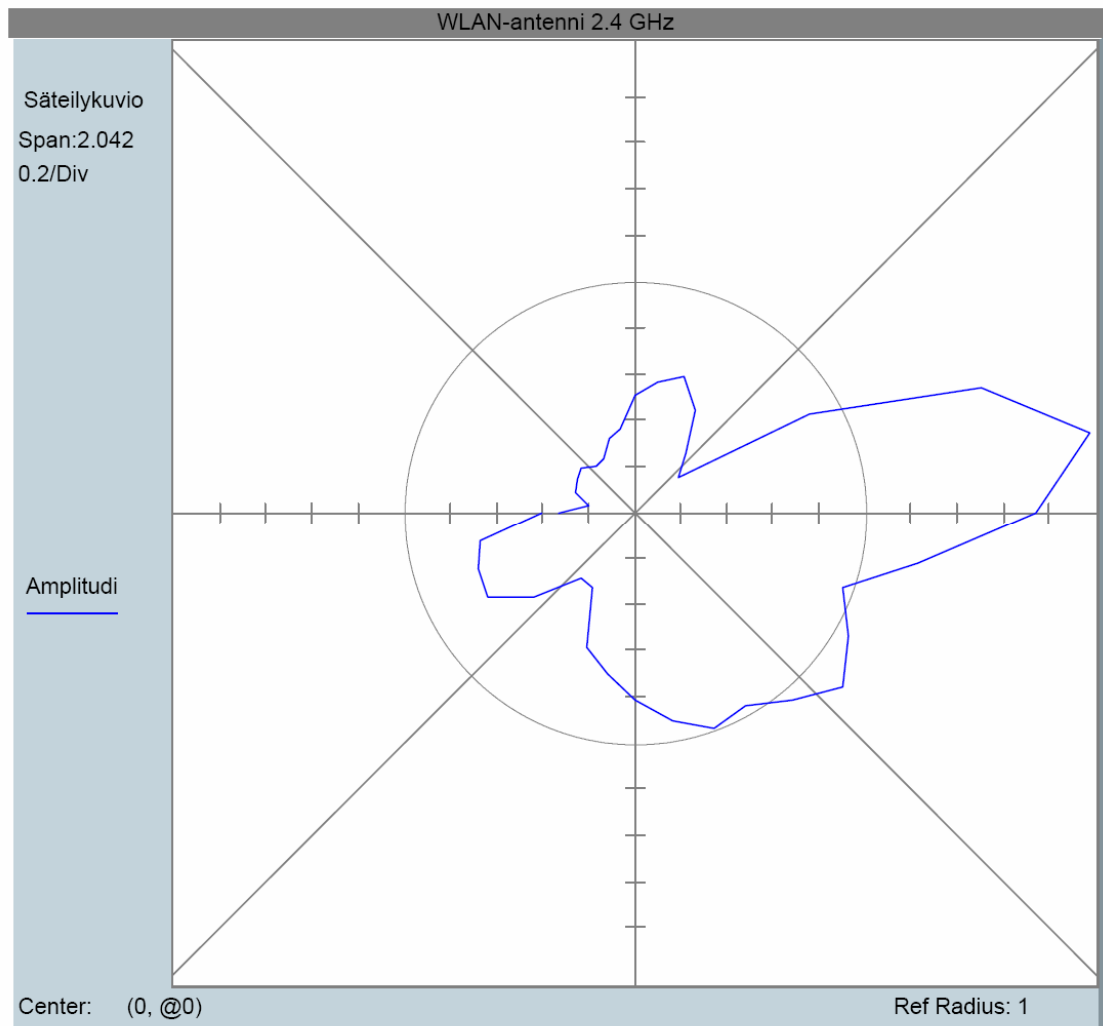 WLAN-antenni 2.4 GHz
Säteilykuvio
Span:2.042
0.2/Div
Amplitudi
Center: (0, @0)
Ref Radius: 1